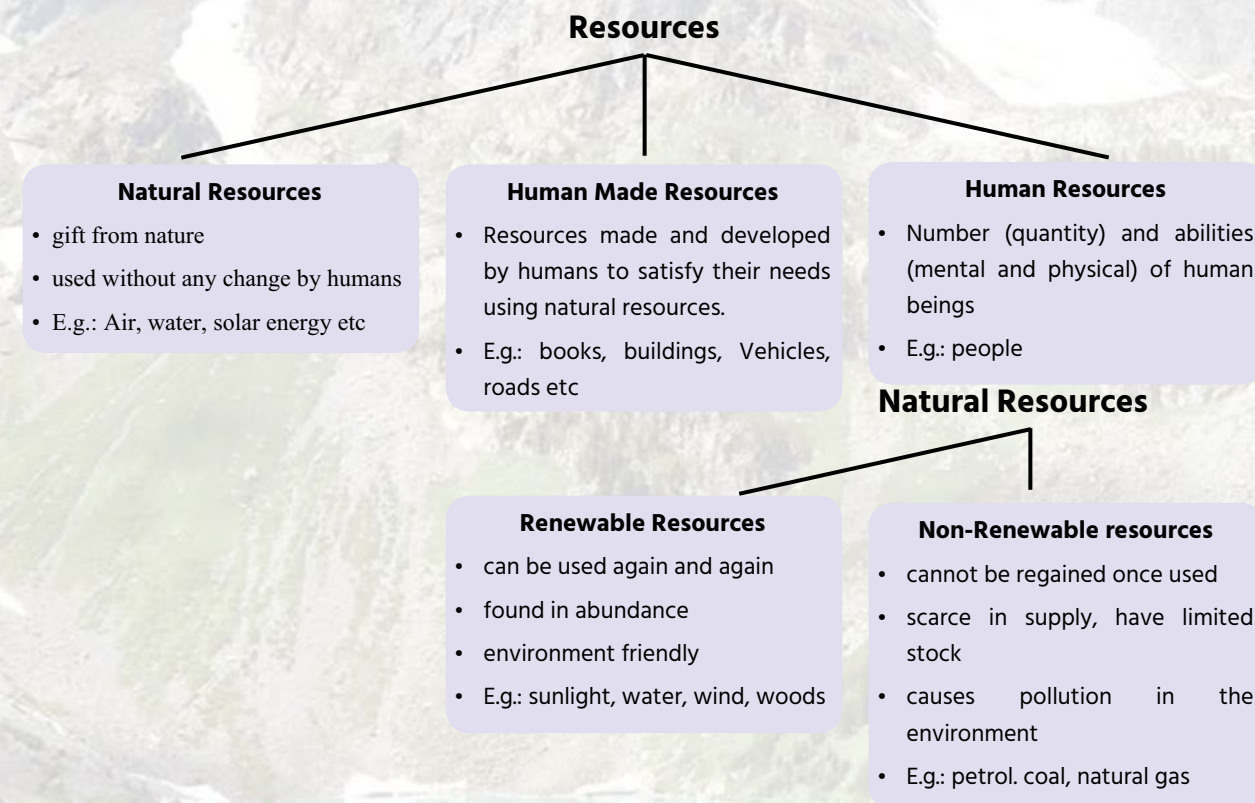 Resources
Natural Resources
• gift from nature
• used without any change by humans
• E.g.: Air, water, solar energy etc
Human Made Resources
• Resources made and developed
by humans to satisfy their needs
using natural resources.
• E.g.: books, buildings, Vehicles,
roads etc
Human Resources
• Number (quantity) and abilities
(mental and physical) of human
beings
• E.g.: people
Natural Resources
Renewable Resources
• can be used again and again
• found in abundance
• environment friendly
• E.g.: sunlight, water, wind, woods
Non-Renewable resources
• cannot be regained once used
• scarce in supply, have limited
stock
• causes pollution in the
environment
• E.g.: petrol. coal, natural gas